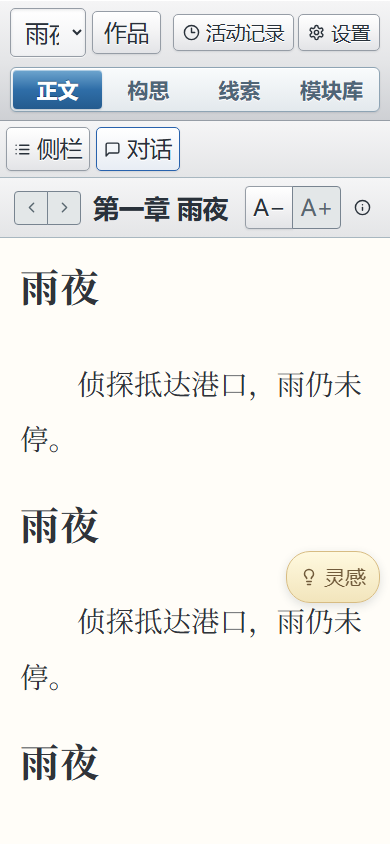 雨夜 作品 活动记录 设置
正文 构思 线索 模块库
侧栏 对话
第一章 雨夜 A− A+
雨夜
侦探抵达港口，雨仍未
停。
雨夜
灵感
侦探抵达港口，雨仍未
停。
雨夜